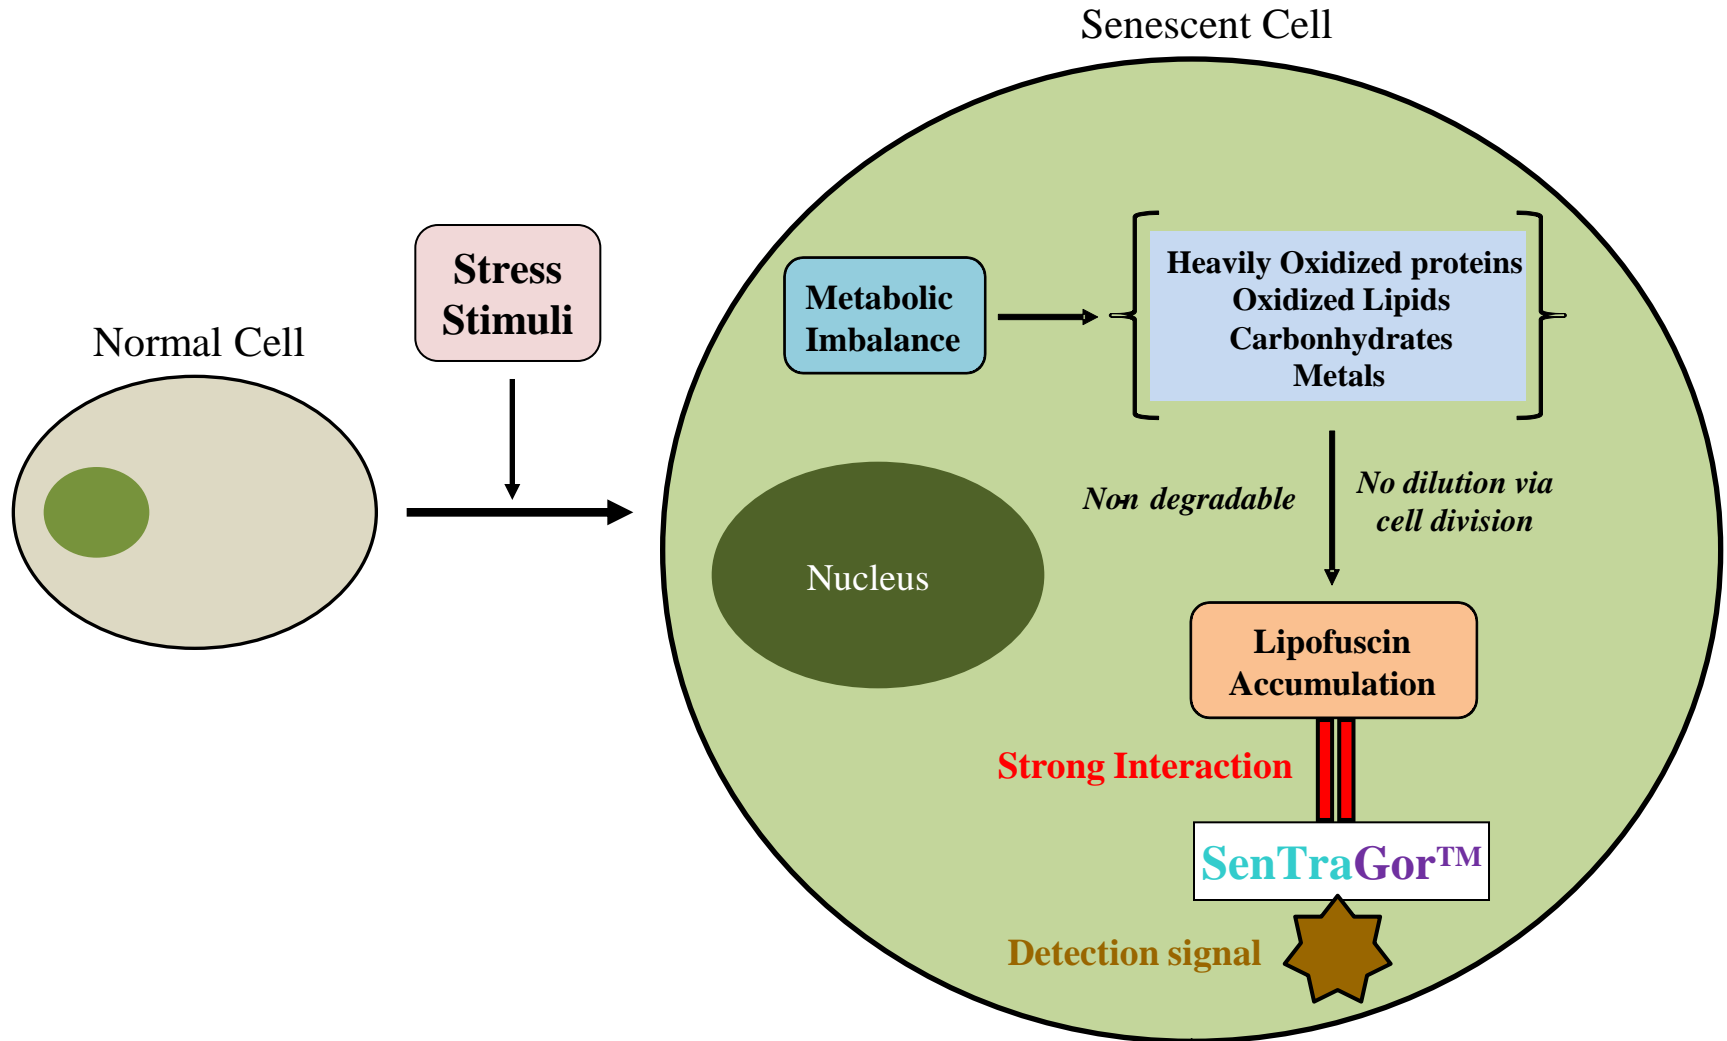 Senescent Cell
Normal Cell
Stress
Stimuli
Metabolic
Imbalance
Heavily Oxidized proteins
Oxidized Lipids
Carbonhydrates
Metals
Non- degradable
No dilution via
cell division
Nucleus
Lipofuscin
Accumulation
Strong Interaction
SenTraGor™
Detection signal